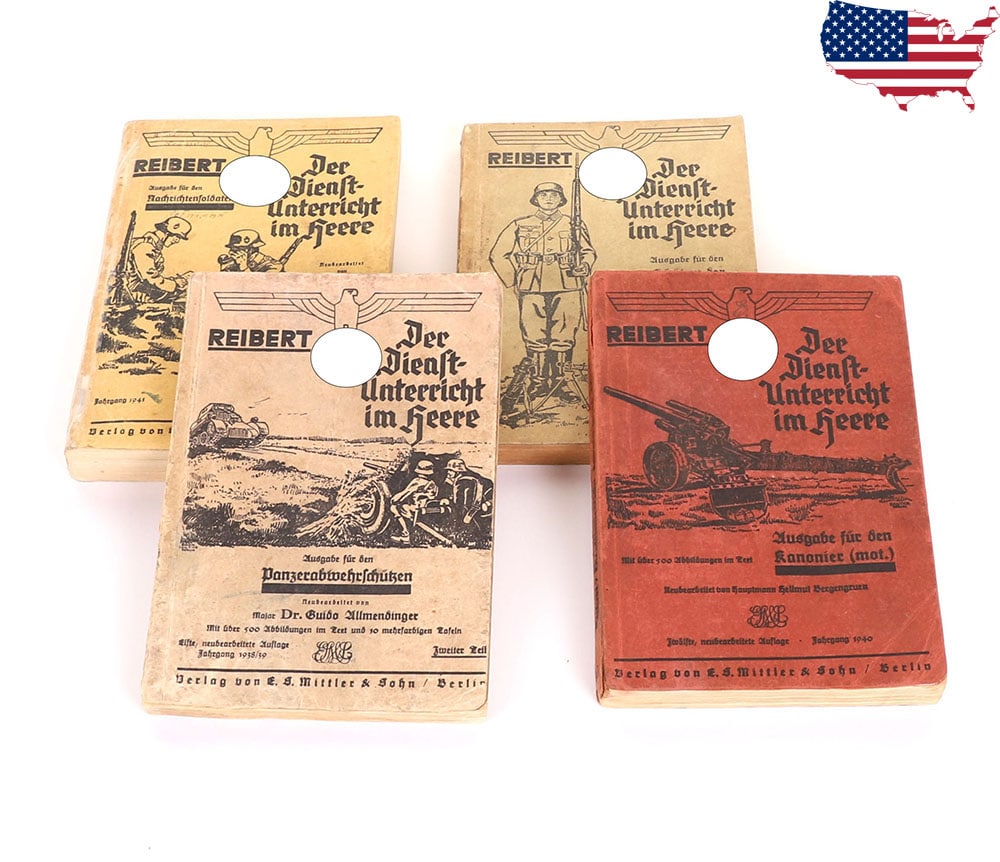 REIBERT
Der
Dienst-
Unterricht
im Heere
Ausgabe für den
Neubearbeitet
von
Jahrgang 1941
Verlag von
REIBERT
Der
Dienst-
Unterricht
im Heere
Ausgabe für den
REIBERT
Der
Dienst-
Unterricht
im Heere
Ausgabe für den
Panzerabwehrschützen
Neubearbeitet von
Major Dr. Guido Allmendinger
Mit über 500 Abbildungen im Text und 10 mehrfarbigen Tafeln
Elfte, neubearbeitete Auflage
Jahrgang 1938/39
Zweiter Teil
Verlag von E.S. Mittler & Sohn / Berlin
REIBERT
Der
Dienst-
Unterricht
im Heere
Ausgabe für den
Kanonier (mot.)
Mit über 500 Abbildungen im Text
Neubearbeitet von Hauptmann Hellmut Bergengruen
Zwölfte, neubearbeitete Auflage · Jahrgang 1940
Verlag von E.S. Mittler & Sohn / Berlin